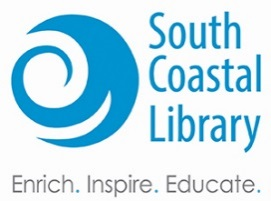 South
Coastal
Library
Enrich. Inspire. Educate.